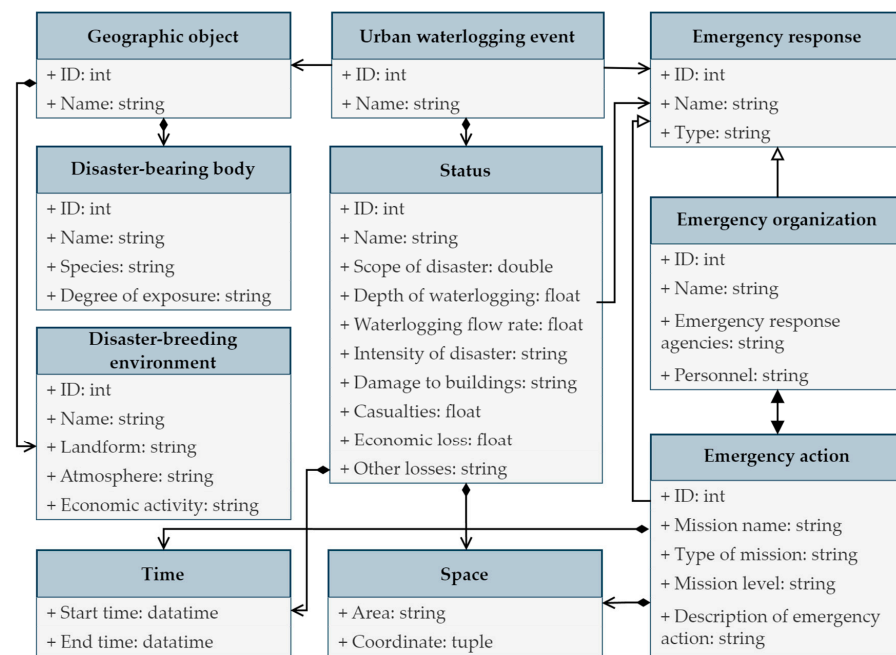 Geographic object
+ ID: int
+ Name: string
Urban waterlogging event
+ ID: int
+ Name: string
Emergency response
+ ID: int
+ Name: string
+ Type: string
Disaster-bearing body
+ ID: int
+ Name: string
+ Species: string
+ Degree of exposure: string
Status
+ ID: int
+ Name: string
+ Scope of disaster: double
+ Depth of waterlogging: float
+ Waterlogging flow rate: float
+ Intensity of disaster: string
+ Damage to buildings: string
+ Casualties: float
+ Economic loss: float
+ Other losses: string
Emergency organization
+ ID: int
+ Name: string
+ Emergency response
agencies: string
+ Personnel: string
Disaster-breeding
environment
+ ID: int
+ Name: string
+ Landform: string
+ Atmosphere: string
+ Economic activity: string
Emergency action
+ ID: int
+ Mission name: string
+ Type of mission: string
+ Mission level: string
+ Description of emergency
action: string
Time
+ Start time: datatime
+ End time: datatime
Space
+ Area: string
+ Coordinate: tuple